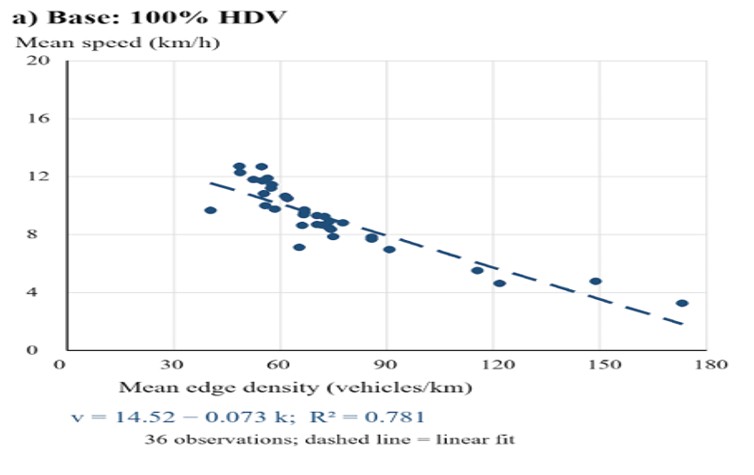 a) Base: 100% HDV
Mean speed (km/h)
20
16
12
8
4
0
0 30 60 90 120 150 180
Mean edge density (vehicles/km)
v = 14.52 − 0.073 k; R² = 0.781
36 observations; dashed line = linear fit